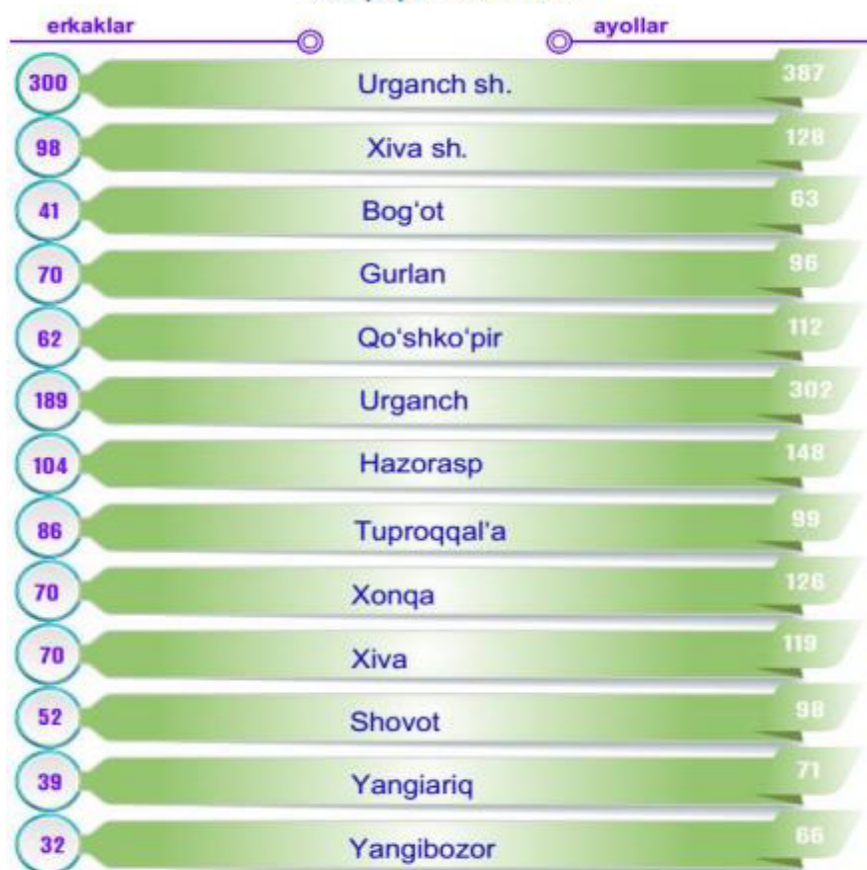 erkaklar ayollar
300 Urganch sh. 387
98 Xiva sh. 128
41 Bog‘ot 63
70 Gurlan 96
62 Qo‘shko‘pir 112
189 Urganch 302
104 Hazorasp 148
86 Tuproqqal’a 99
70 Xonqa 126
70 Xiva 119
52 Shovot 98
39 Yangiariq 71
32 Yangibozor 66